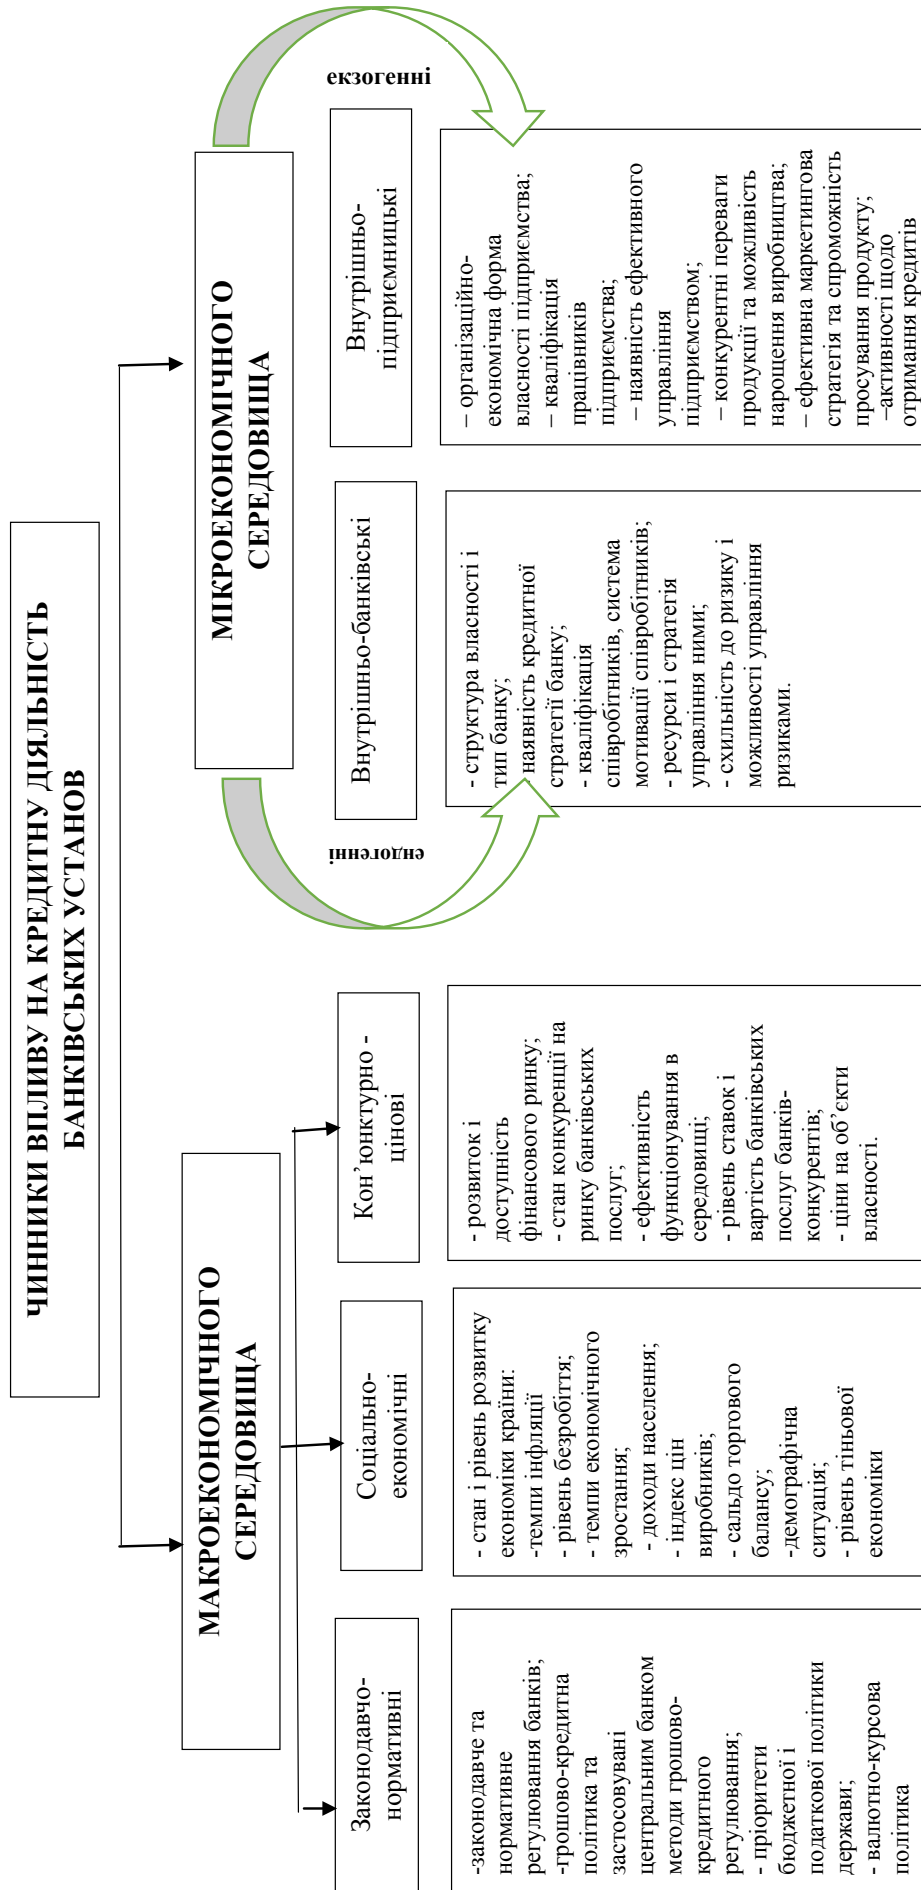 ЧИННИКИ ВПЛИВУ НА КРЕДИТНУ ДІЯЛЬНІСТЬ
БАНКІВСЬКИХ УСТАНОВ
МАКРОЕКОНОМІЧНОГО
СЕРЕДОВИЩА
МІКРОЕКОНОМІЧНОГО
СЕРЕДОВИЩА
Законодавчо-
нормативні
Соціально-
економічні
Кон’юнктурно -
цінові
ендогенні
Внутрішньо-банківські
Внутрішньо-
підприємницькі
екзогенні
-законодавче та
нормативне
регулювання банків;
-грошово-кредитна
політика та
застосовувані
центральним банком
методи грошово-
кредитного
регулювання;
- пріоритети
бюджетної і
податкової політики
держави;
- валютно-курсова
політика
- стан і рівень розвитку
економіки країни:
-темпи інфляції
- рівень безробіття;
- темпи економічного
зростання;
- доходи населення;
- індекс цін
виробників;
- сальдо торгового
балансу;
-демографічна
ситуація;
- рівень тіньової
економіки
- розвиток і
доступність
фінансового ринку;
- стан конкуренції на
ринку банківських
послуг;
- ефективність
функціонування в
середовищі;
- рівень ставок і
вартість банківських
послуг банків-
конкурентів;
- ціни на об’єкти
власності.
- структура власності і
тип банку;
- наявність кредитної
стратегії банку;
- кваліфікація
співробітників, система
мотивації співробітників;
- ресурси і стратегія
управління ними;
- схильність до ризику і
можливості управління
ризиками.
– організаційно-
економічна форма
власності підприємства;
– кваліфікація
працівників
підприємства;
– наявність ефективного
управління
підприємством;
– конкурентні переваги
продукції та можливість
нарощення виробництва;
– ефективна маркетингова
стратегія та спроможність
просування продукту;
–активності щодо
отримання кредитів